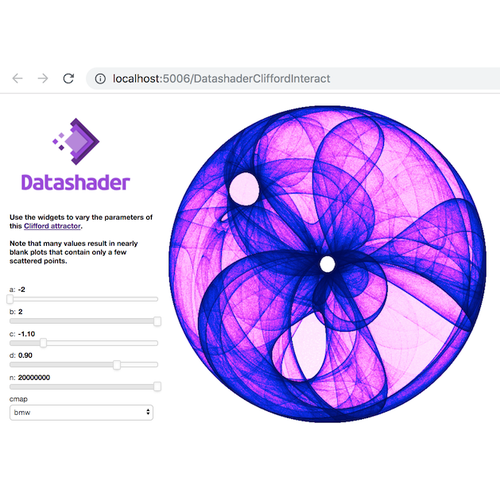 localhost:5006/DatashaderCliffordInteract
Datashader
Use the widgets to vary the parameters of
this Clifford attractor.
Note that many values result in nearly
blank plots that contain only a few
scattered points.
a: -2
b: 2
c: -1.10
d: 0.90
n: 20000000
cmap
bmw